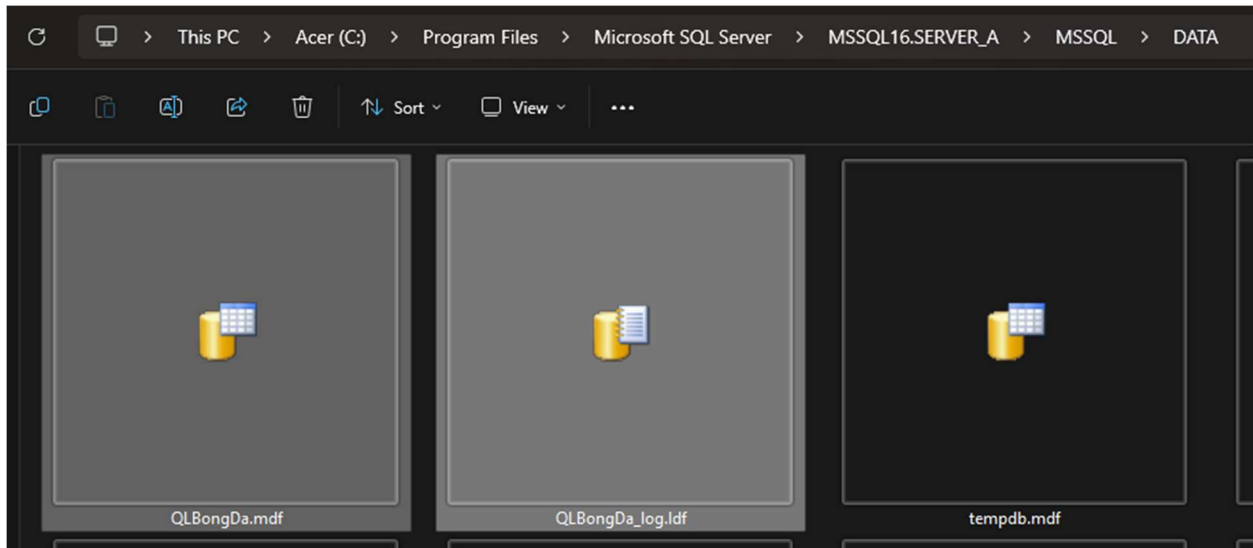 This PC > Acer (C:) > Program Files > Microsoft SQL Server > MSSQL16.SERVER_A > MSSQL > DATA
Sort View
QLBongDa.mdf QLBongDa_log.ldf tempdb.mdf